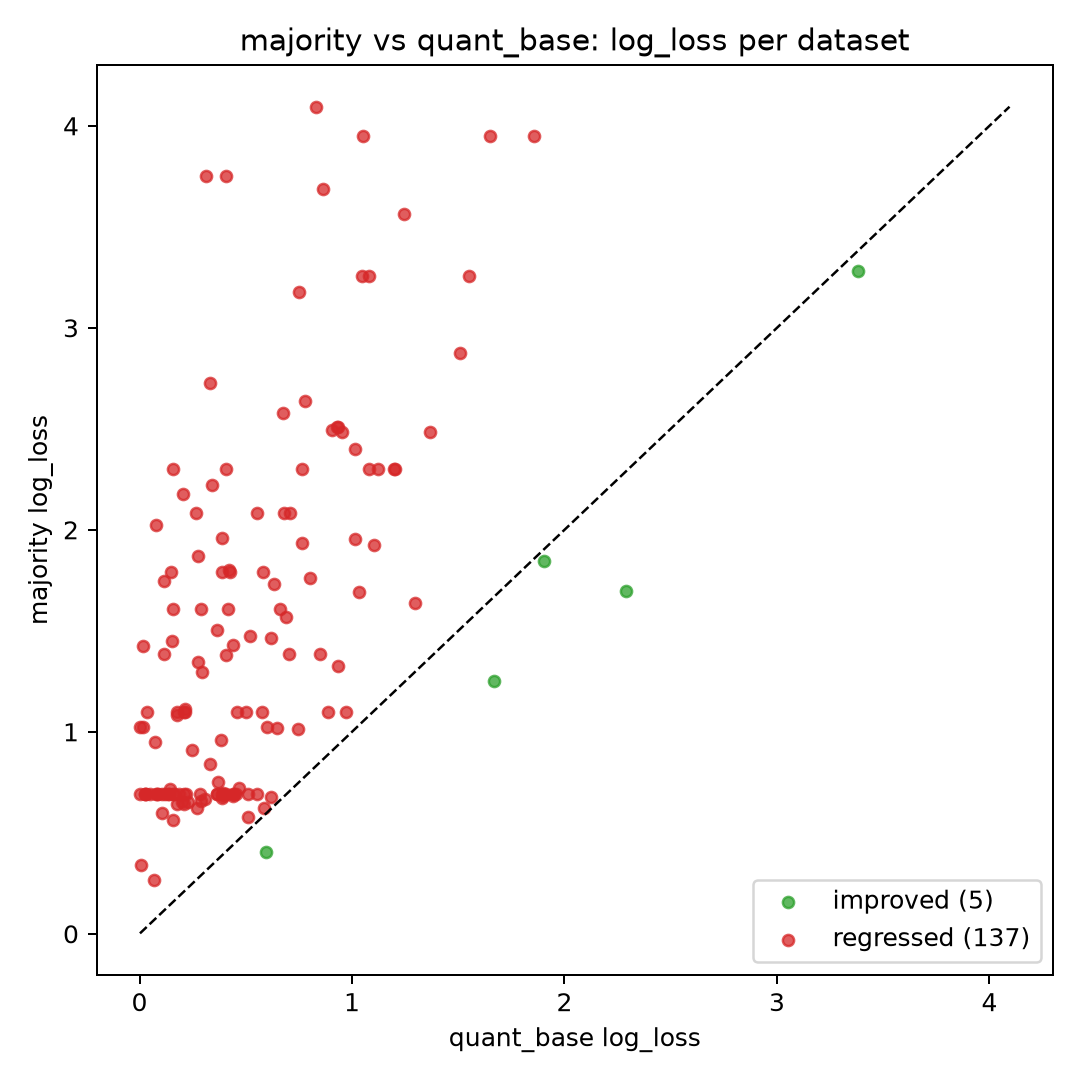 majority vs quant_base: log_loss per dataset
majority log_loss
4
3
2
1
0
improved (5)
regressed (137)
0 1 2 3 4
quant_base log_loss